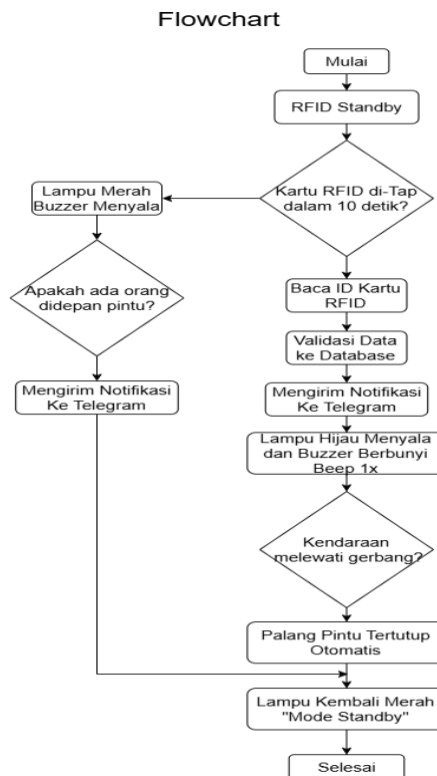 Flowchart
Mulai
RFID Standby
Kartu RFID di-Tap
dalam 10 detik?
Lampu Merah
Buzzer Menyala
Apakah ada orang
didepan pintu?
Mengirim Notifikasi
Ke Telegram
Baca ID Kartu
RFID
Validasi Data
ke Database
Mengirim Notifikasi
Ke Telegram
Lampu Hijau Menyala
dan Buzzer Berbunyi
Beep 1x
Kendaraan
melewati gerbang?
Palang Pintu Tertutup
Otomatis
Lampu Kembali Merah
"Mode Standby"
Selesai